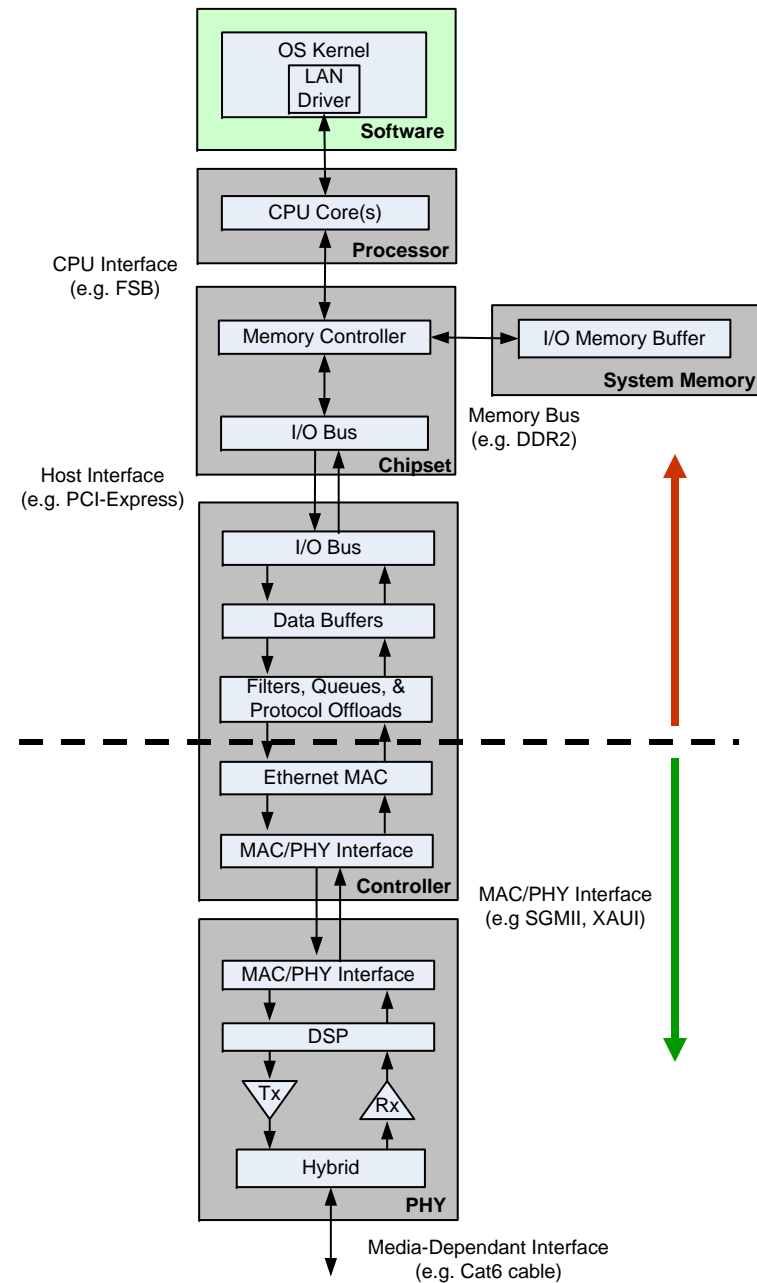 OS Kernel
LAN
Driver
Software
CPU Core(s)
Processor
CPU Interface
(e.g. FSB)
Memory Controller
I/O Memory Buffer
System Memory
Memory Bus
(e.g. DDR2)
I/O Bus
Chipset
Host Interface
(e.g. PCI-Express)
I/O Bus
Data Buffers
Filters, Queues, &
Protocol Offloads
Ethernet MAC
MAC/PHY Interface
Controller
MAC/PHY Interface
(e.g SGMII, XAUI)
MAC/PHY Interface
DSP
Tx
Rx
Hybrid
PHY
Media-Dependant Interface
(e.g. Cat6 cable)